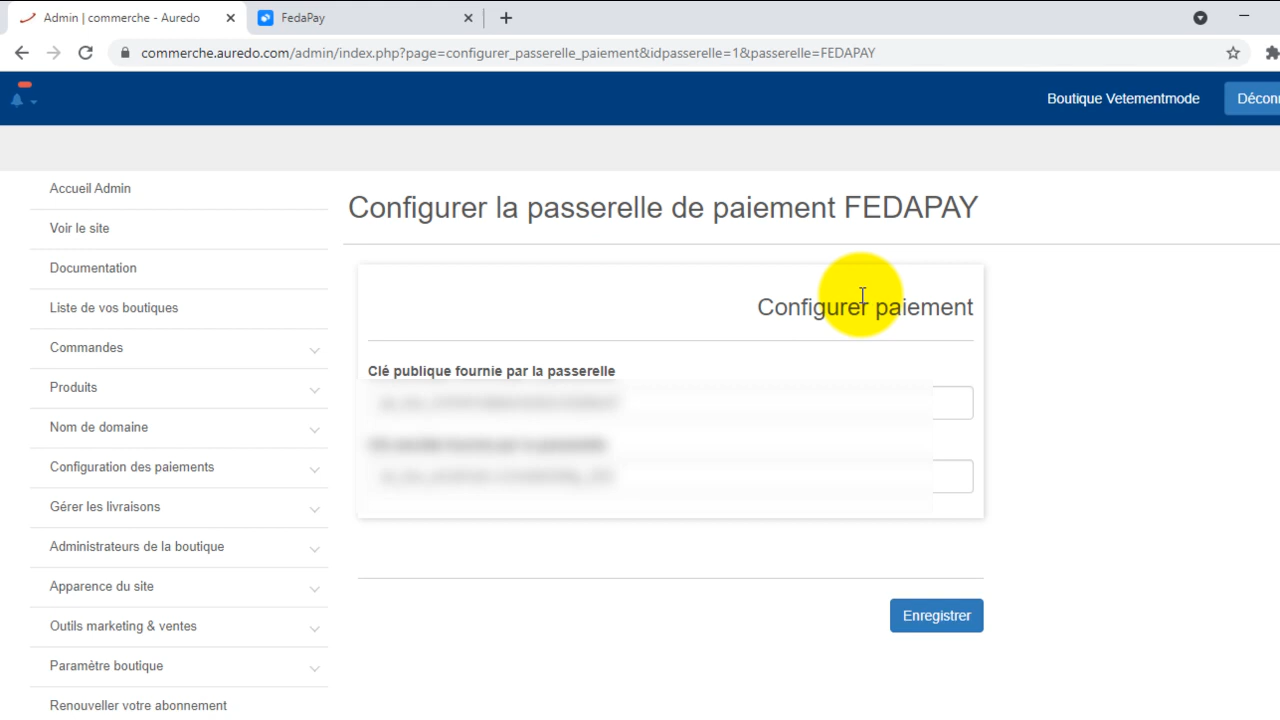 Admin | commerche - Auredo
FedaPay
commerche.auredo.com/admin/index.php?page=configurer_passerelle_paiement&idpasserelle=1&passerelle=FEDAPAY
Boutique Vetementmode
Déconn
Accueil Admin
Voir le site
Documentation
Liste de vos boutiques
Commandes
Produits
Nom de domaine
Configuration des paiements
Gérer les livraisons
Administrateurs de la boutique
Apparence du site
Outils marketing & ventes
Paramètre boutique
Renouveller votre abonnement
Configurer la passerelle de paiement FEDAPAY
Configurer paiement
Clé publique fournie par la passerelle
Enregistrer